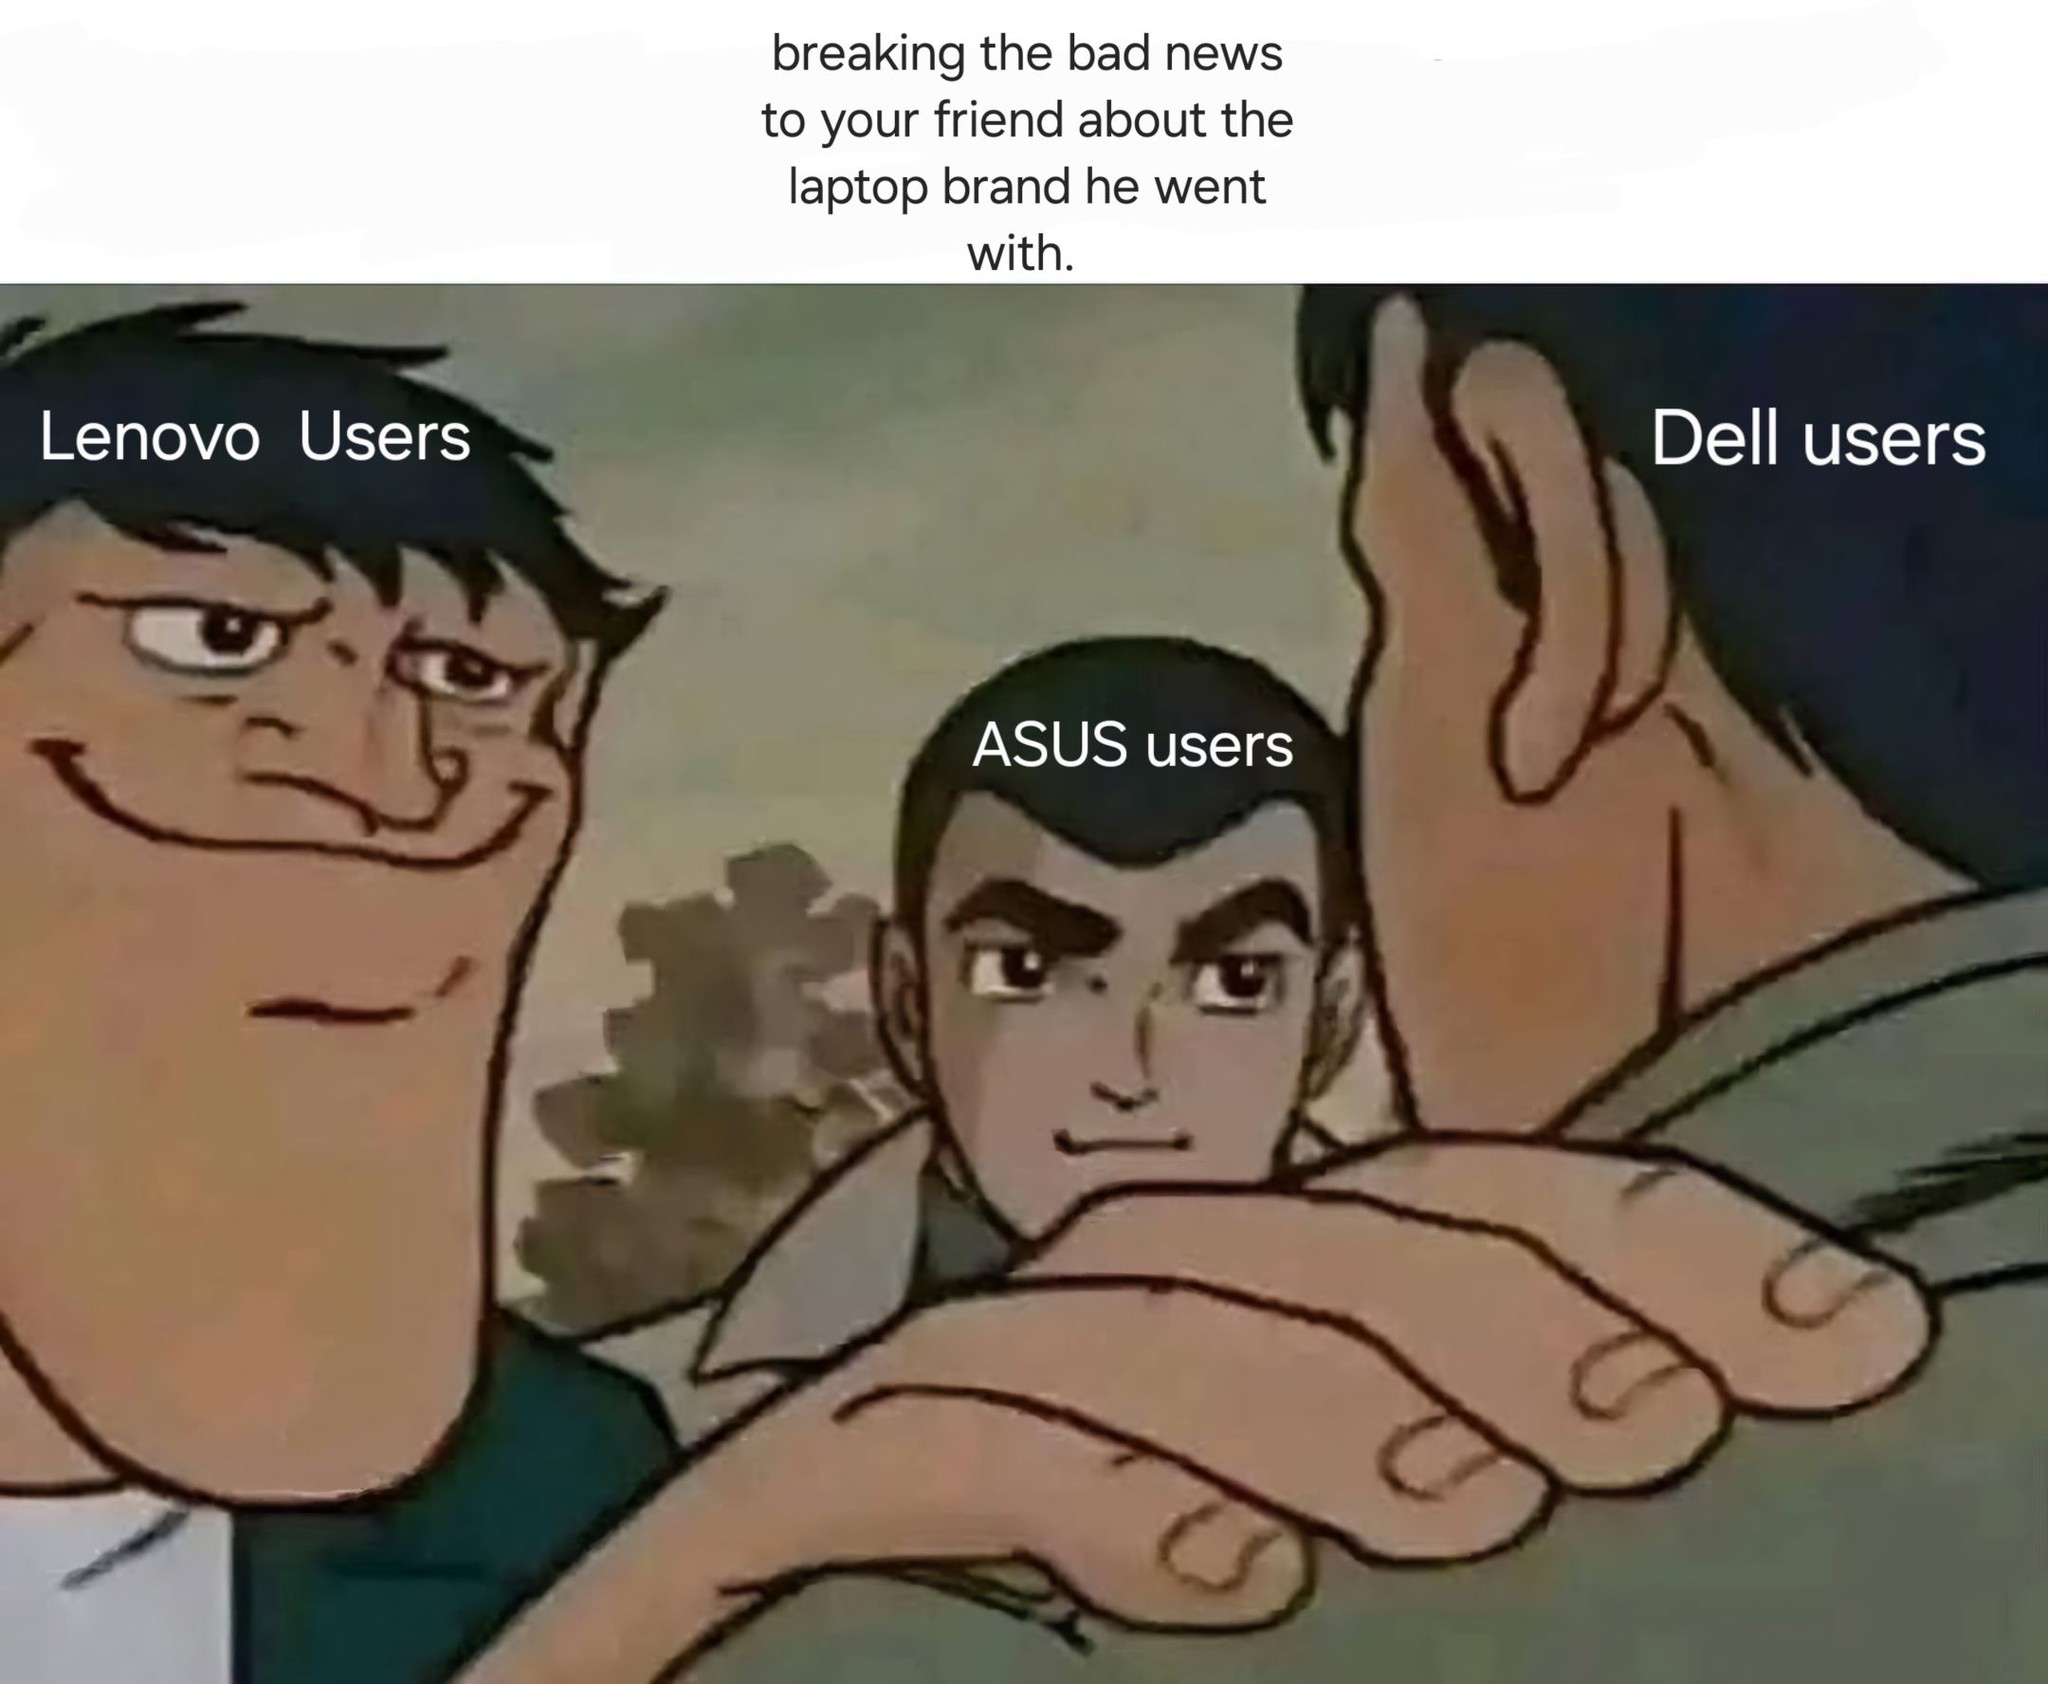 breaking the bad news
to your friend about the
laptop brand he went
with.
Lenovo  Users
Dell users
ASUS users